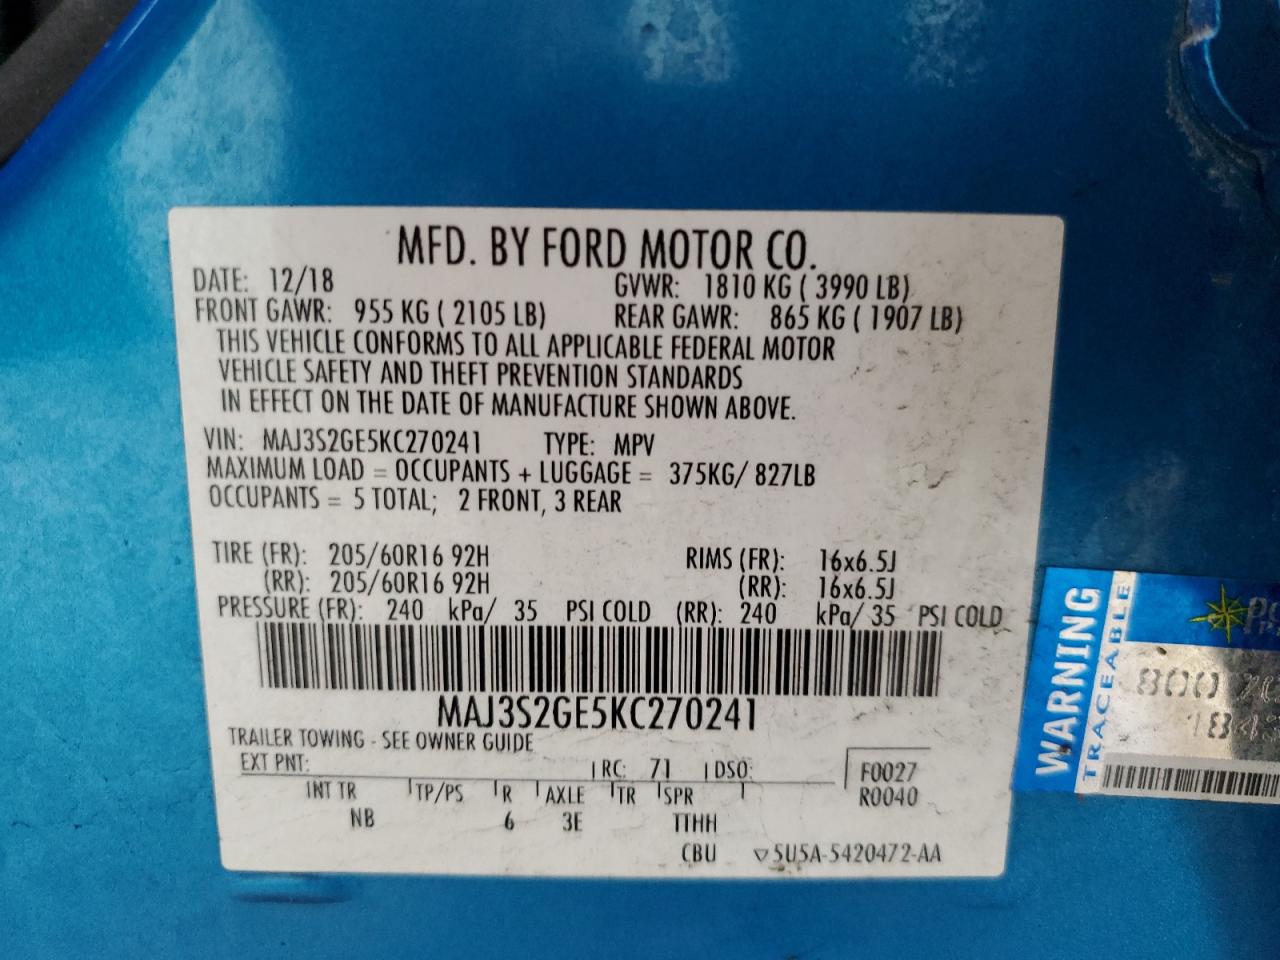 MFD. BY FORD MOTOR CO.
DATE: 12/18 GVWR: 1810 KG ( 3990 LB)
FRONT GAWR: 955 KG ( 2105 LB) REAR GAWR: 865 KG ( 1907 LB)
THIS VEHICLE CONFORMS TO ALL APPLICABLE FEDERAL MOTOR
VEHICLE SAFETY AND THEFT PREVENTION STANDARDS
IN EFFECT ON THE DATE OF MANUFACTURE SHOWN ABOVE.
VIN: MAJ3S2GE5KC270241 TYPE: MPV
MAXIMUM LOAD = OCCUPANTS + LUGGAGE = 375KG/ 827LB
OCCUPANTS = 5 TOTAL; 2 FRONT, 3 REAR
TIRE (FR): 205/60R16 92H RIMS (FR): 16x6.5J
(RR): 205/60R16 92H (RR): 16x6.5J
PRESSURE (FR): 240 kPa/ 35 PSI COLD (RR): 240 kPa/ 35 PSI COLD
MAJ3S2GE5KC270241
TRAILER TOWING - SEE OWNER GUIDE
EXT PNT: RC: 71 DSO:
F0027
INT TR TP/PS R AXLE TR SPR
R0040
NB 6 3E TTHH
CBU ▽5U5A-5420472-AA
WARNING
TRACEABLE